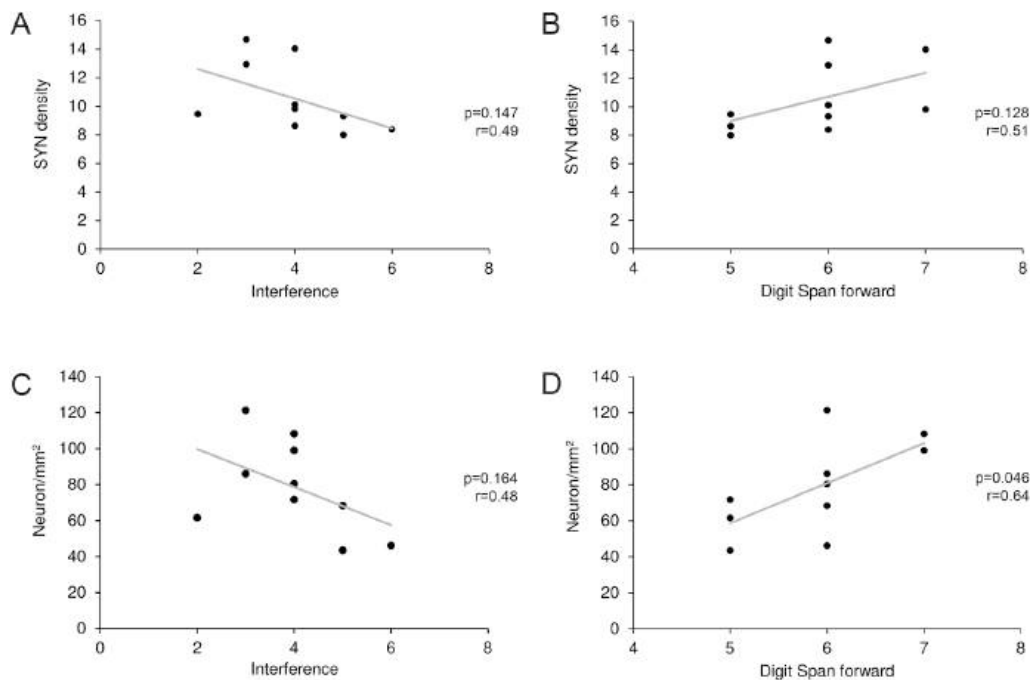 A
16
14
12
10
8
6
4
2
0
SYN density
0 2 4 6 8
Interference
p=0.147
r=0.49
B
16
14
12
10
8
6
4
2
0
SYN density
4 5 6 7 8
Digit Span forward
p=0.128
r=0.51
C
140
120
100
80
60
40
20
0
Neuron/mm²
0 2 4 6 8
Interference
p=0.164
r=0.48
D
140
120
100
80
60
40
20
0
Neuron/mm²
4 5 6 7 8
Digit Span forward
p=0.046
r=0.64